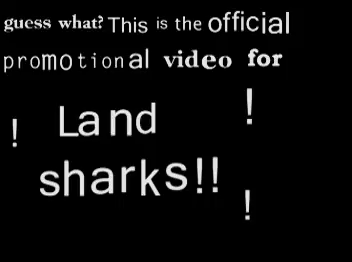 guess what? This is the official
promotional video for
! Land !
sharks!!
!